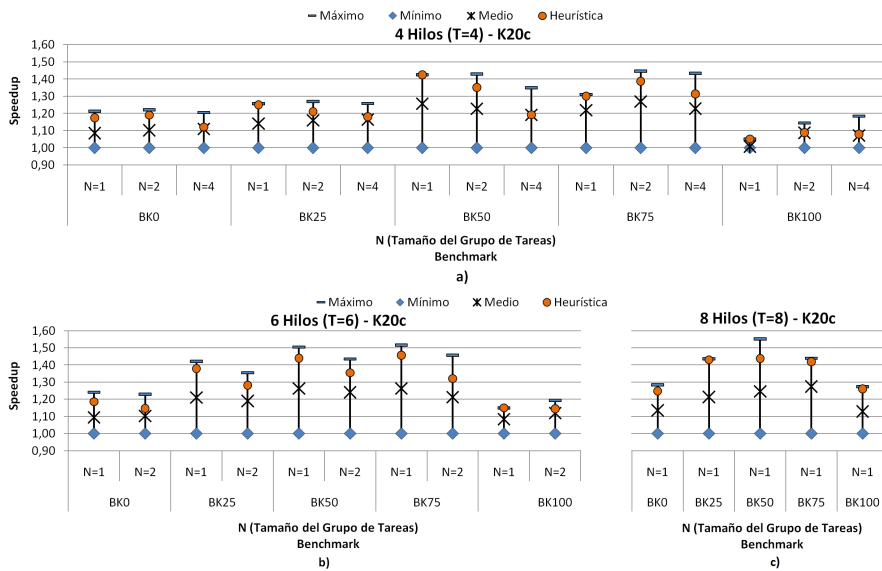 Máximo Mínimo Medio Heurística
4 Hilos (T=4) - K20c
1,60
1,50
1,40
1,30
1,20
1,10
1,00
0,90
Speedup
N=1 N=2 N=4 N=1 N=2 N=4 N=1 N=2 N=4 N=1 N=2 N=4 N=1 N=2 N=4
BK0 BK25 BK50 BK75 BK100
N (Tamaño del Grupo de Tareas)
Benchmark
a)
Máximo Mínimo Medio Heurística
6 Hilos (T=6) - K20c
1,60
1,50
1,40
1,30
1,20
1,10
1,00
0,90
Speedup
N=1 N=2 N=1 N=2 N=1 N=2 N=1 N=2 N=1 N=2
BK0 BK25 BK50 BK75 BK100
N (Tamaño del Grupo de Tareas)
Benchmark
b)
8 Hilos (T=8) - K20c
N=1 N=1 N=1 N=1 N=1
BK0 BK25 BK50 BK75 BK100
N (Tamaño del Grupo de Tareas)
Benchmark
c)